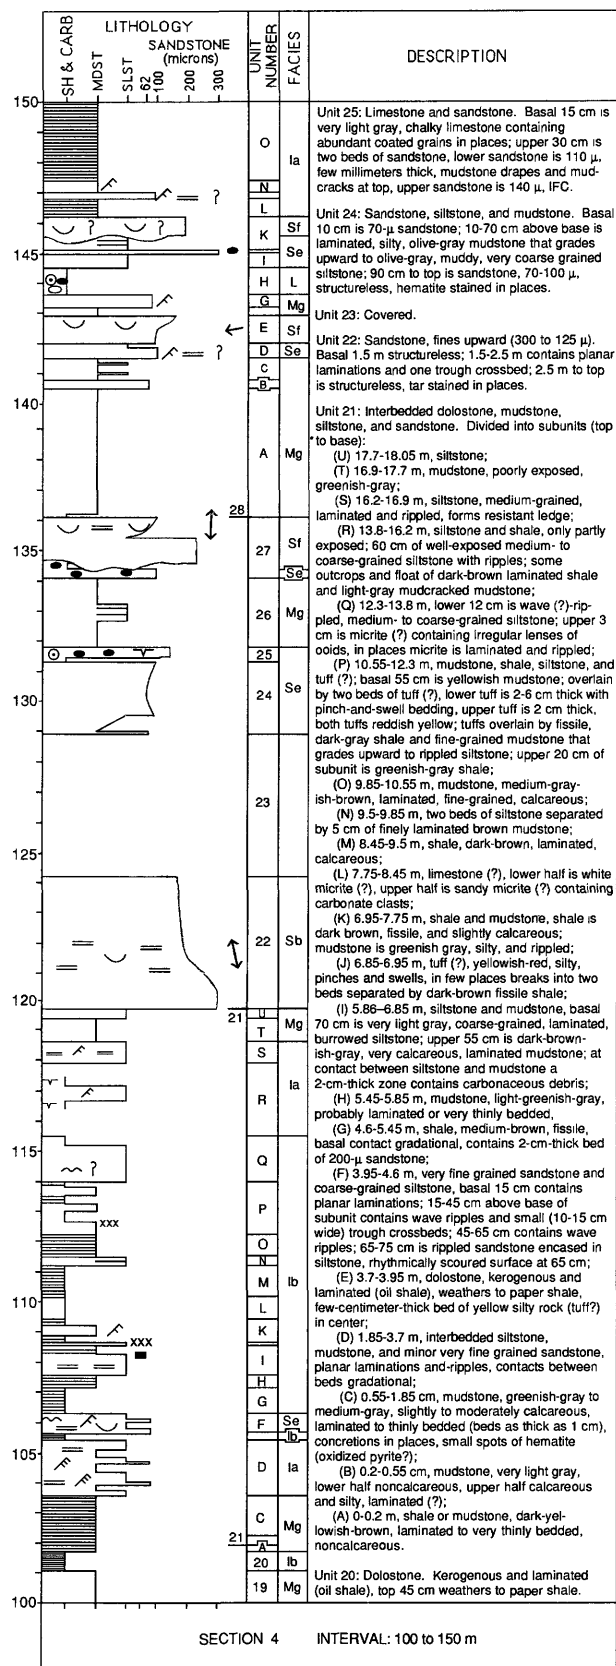 LITHOLOGY
SH & CARB
MDST
SLST
SANDSTONE
(microns)
62
100
200
300
UNIT NUMBER
FACIES
DESCRIPTION
150
145
140
135
130
125
120
115
110
105
100
O
N
L
K
I
H
G
E
D
C
B
A
28
27
26
25
24
23
22
21
U
T
S
R
Q
P
O
N
M
L
K
I
H
G
F
D
C
21
A
20
19
Ia
Sf
Se
L
Mg
Sf
Se
Mg
Sf
Se
Mg
Se
Sb
Mg
Ia
Ib
Se
Ib
Ia
Mg
Ib
Mg
?
?
?
?
?
xxx
XXX
Unit 25: Limestone and sandstone. Basal 15 cm is
very light gray, chalky limestone containing
abundant coated grains in places; upper 30 cm is
two beds of sandstone, lower sandstone is 110 μ,
few millimeters thick, mudstone drapes and mud-
cracks at top, upper sandstone is 140 μ, IFC.
Unit 24: Sandstone, siltstone, and mudstone. Basal
10 cm is 70-μ sandstone; 10-70 cm above base is
laminated, silty, olive-gray mudstone that grades
upward to olive-gray, muddy, very coarse grained
siltstone; 90 cm to top is sandstone, 70-100 μ,
structureless, hematite stained in places.
Unit 23: Covered.
Unit 22: Sandstone, fines upward (300 to 125 μ).
Basal 1.5 m structureless; 1.5-2.5 m contains planar
laminations and one trough crossbed; 2.5 m to top
is structureless, tar stained in places.
Unit 21: Interbedded dolostone, mudstone,
siltstone, and sandstone. Divided into subunits (top
to base):
(U) 17.7-18.05 m, siltstone;
(T) 16.9-17.7 m, mudstone, poorly exposed,
greenish-gray;
(S) 16.2-16.9 m, siltstone, medium-grained,
laminated and rippled, forms resistant ledge;
(R) 13.8-16.2 m, siltstone and shale, only partly
exposed; 60 cm of well-exposed medium- to
coarse-grained siltstone with ripples; some
outcrops and float of dark-brown laminated shale
and light-gray mudcracked mudstone;
(Q) 12.3-13.8 m, lower 12 cm is wave (?)-rip-
pled, medium- to coarse-grained siltstone; upper 3
cm is micrite (?) containing irregular lenses of
ooids, in places micrite is laminated and rippled;
(P) 10.55-12.3 m, mudstone, shale, siltstone, and
tuff (?); basal 55 cm is yellowish mudstone; overlain
by two beds of tuff (?), lower tuff is 2-6 cm thick with
pinch-and-swell bedding, upper tuff is 2 cm thick,
both tuffs reddish yellow; tuffs overlain by fissile,
dark-gray shale and fine-grained mudstone that
grades upward to rippled siltstone; upper 20 cm of
subunit is greenish-gray shale;
(O) 9.85-10.55 m, mudstone, medium-gray-
ish-brown, laminated, fine-grained, calcareous;
(N) 9.5-9.85 m, two beds of siltstone separated
by 5 cm of finely laminated brown mudstone;
(M) 8.45-9.5 m, shale, dark-brown, laminated,
calcareous;
(L) 7.75-8.45 m, limestone (?), lower half is white
micrite (?), upper half is sandy micrite (?) containing
carbonate clasts;
(K) 6.95-7.75 m, shale and mudstone, shale is
dark brown, fissile, and slightly calcareous;
mudstone is greenish gray, silty, and rippled;
(J) 6.85-6.95 m, tuff (?), yellowish-red, silty,
pinches and swells, in few places breaks into two
beds separated by dark-brown fissile shale;
(I) 5.86–6.85 m, siltstone and mudstone, basal
70 cm is very light gray, coarse-grained, laminated,
burrowed siltstone; upper 55 cm is dark-brown-
ish-gray, very calcareous, laminated mudstone; at
contact between siltstone and mudstone a
2-cm-thick zone contains carbonaceous debris;
(H) 5.45-5.85 m, mudstone, light-greenish-gray,
probably laminated or very thinly bedded,
(G) 4.6-5.45 m, shale, medium-brown, fissile,
basal contact gradational, contains 2-cm-thick bed
of 200-μ sandstone;
(F) 3.95-4.6 m, very fine grained sandstone and
coarse-grained siltstone, basal 15 cm contains
planar laminations; 15-45 cm above base of
subunit contains wave ripples and small (10-15 cm
wide) trough crossbeds; 45-65 cm contains wave
ripples; 65-75 cm is rippled sandstone encased in
siltstone, rhythmically scoured surface at 65 cm;
(E) 3.7-3.95 m, dolostone, kerogenous and
laminated (oil shale), weathers to paper shale,
few-centimeter-thick bed of yellow silty rock (tuff?)
in center;
(D) 1.85-3.7 m, interbedded siltstone,
mudstone, and minor very fine grained sandstone,
planar laminations and-ripples, contacts between
beds gradational;
(C) 0.55-1.85 cm, mudstone, greenish-gray to
medium-gray, slightly to moderately calcareous,
laminated to thinly bedded (beds as thick as 1 cm),
concretions in places, small spots of hematite
(oxidized pyrite?);
(B) 0.2-0.55 cm, mudstone, very light gray,
lower half noncalcareous, upper half calcareous
and silty, laminated (?);
(A) 0-0.2 m, shale or mudstone, dark-yel-
lowish-brown, laminated to very thinly bedded,
noncalcareous.
Unit 20: Dolostone. Kerogenous and laminated
(oil shale), top 45 cm weathers to paper shale.
SECTION 4 INTERVAL: 100 to 150 m